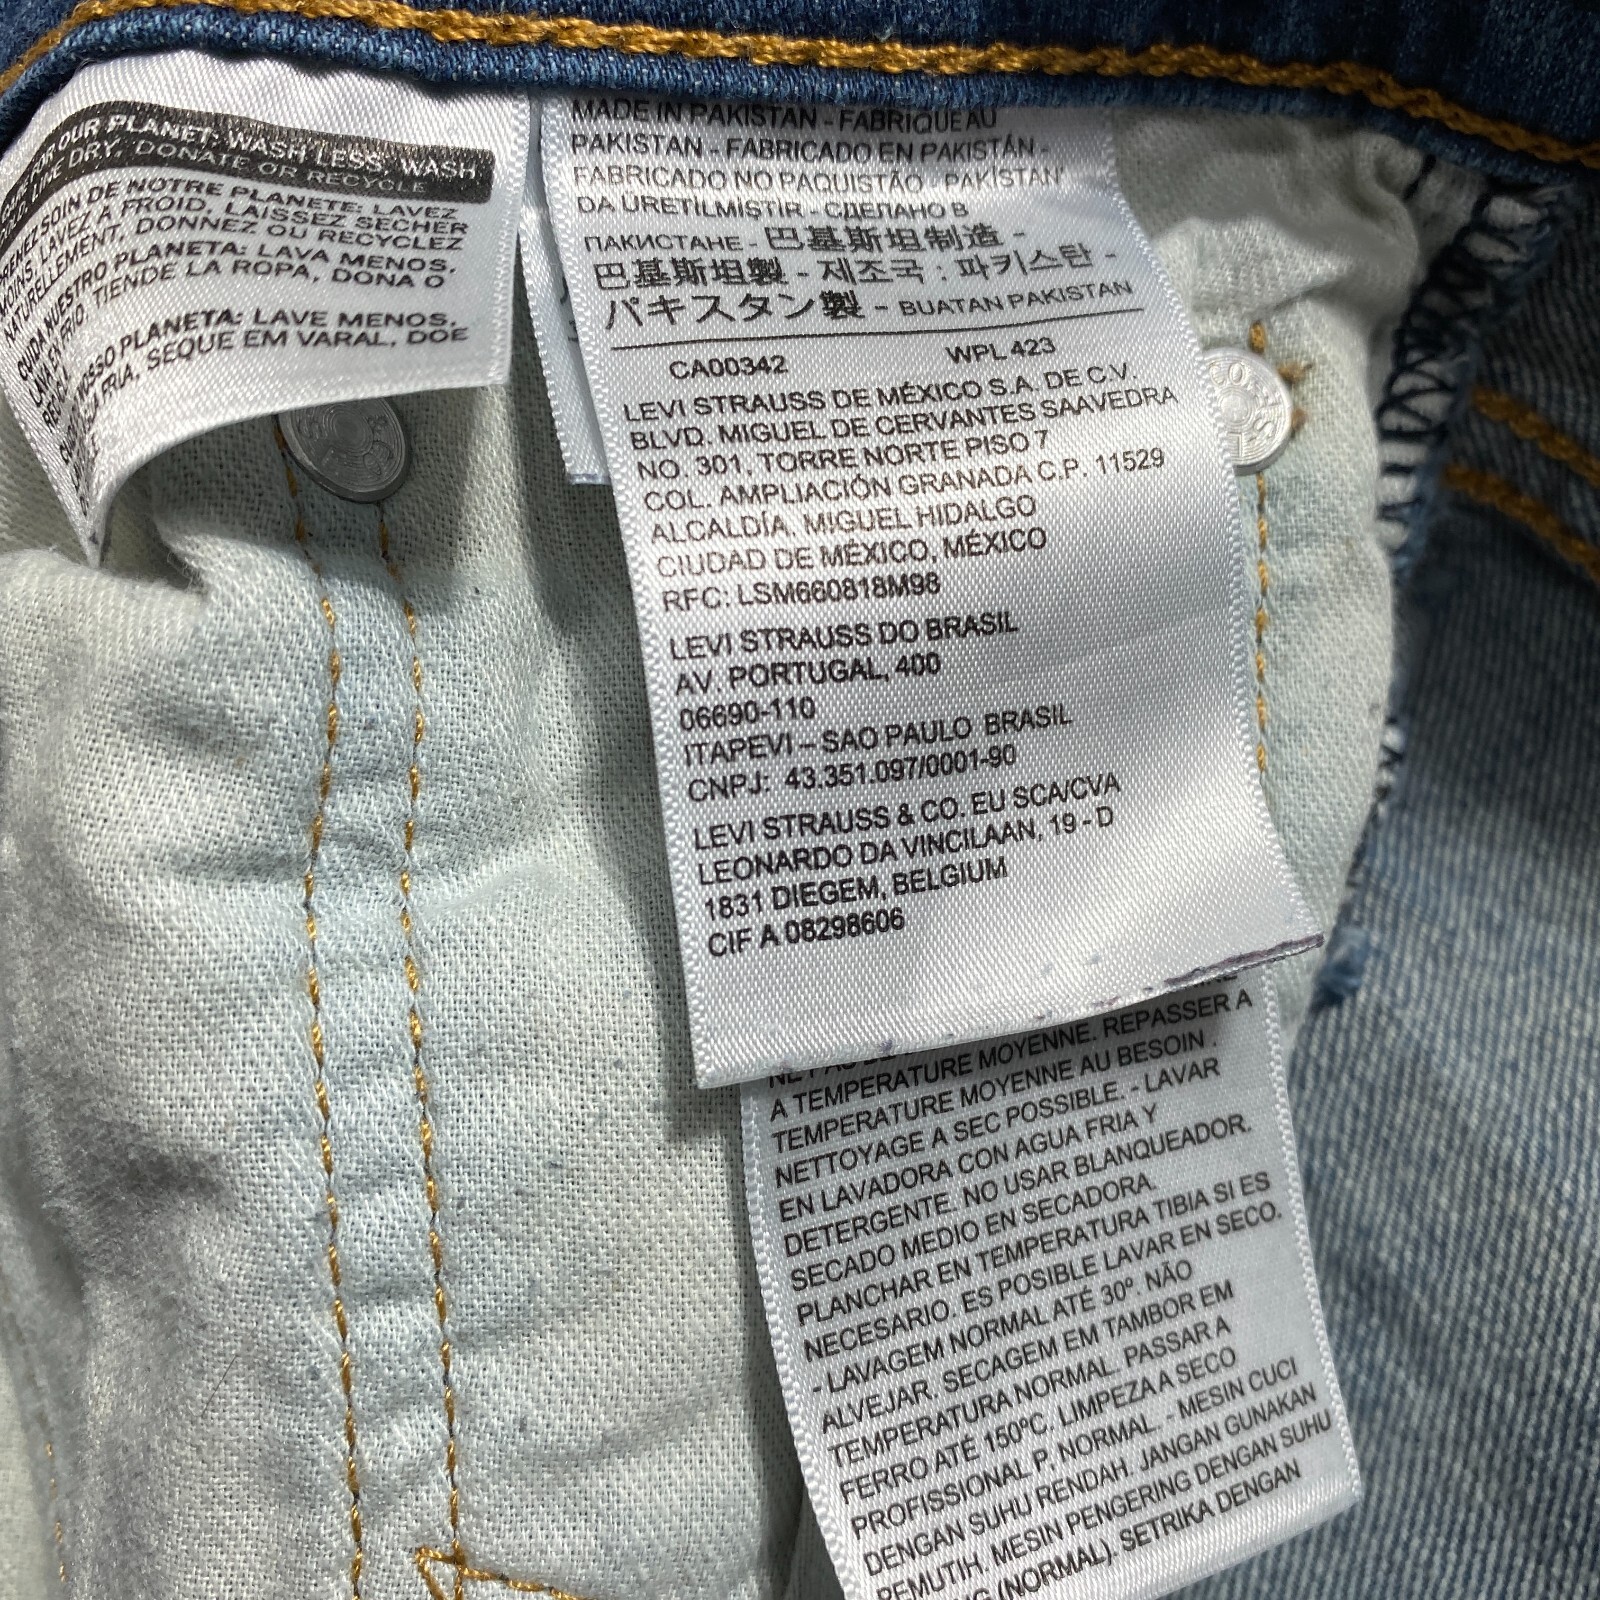 CARE FOR OUR PLANET: WASH LESS, WASH
COLD, LINE DRY, DONATE OR RECYCLE
PRENEZ SOIN DE NOTRE PLANETE: LAVEZ
MOINS, LAVEZ À FROID, LAISSEZ SECHER
NATURELLEMENT, DONNEZ OU RECYCLEZ
CUIDA NUESTRO PLANETA: LAVA MENOS,
LAVA EN FRIO, TIENDE LA ROPA, DONA O
NOSSO PLANETA: LAVE MENOS,
FRIA, SEQUE EM VARAL, DOE
MADE IN PAKISTAN - FABRIQUE AU
PAKISTAN - FABRICADO EN PAKISTÁN -
FABRICADO NO PAQUISTÃO - PAKİSTAN'
DA ÜRETİLMİŞTİR - СДЕЛАНО В
ПАКИСТАНЕ - 巴基斯坦制造 -
巴基斯坦製 - 제조국 : 파키스탄 -
パキスタン製 - BUATAN PAKISTAN
CA00342 WPL 423
LEVI STRAUSS DE MÉXICO S.A. DE C.V.
BLVD. MIGUEL DE CERVANTES SAAVEDRA
NO. 301, TORRE NORTE PISO 7
COL. AMPLIACIÓN GRANADA C.P. 11529
ALCALDÍA. MIGUEL HIDALGO
CIUDAD DE MÉXICO, MÉXICO
RFC: LSM660818M98
LEVI STRAUSS DO BRASIL
AV. PORTUGAL, 400
06690-110
ITAPEVI – SAO PAULO BRASIL
CNPJ: 43.351.097/0001-90
LEVI STRAUSS & CO. EU SCA/CVA
LEONARDO DA VINCILAAN, 19 - D
1831 DIEGEM, BELGIUM
CIF A 08298606
A TEMPERATURE MOYENNE. REPASSER A
TEMPERATURE MOYENNE AU BESOIN .
NETTOYAGE A SEC POSSIBLE. - LAVAR
EN LAVADORA CON AGUA FRIA Y
DETERGENTE. NO USAR BLANQUEADOR.
SECADO MEDIO EN SECADORA.
PLANCHAR EN TEMPERATURA TIBIA SI ES
NECESARIO. ES POSIBLE LAVAR EN SECO.
- LAVAGEM NORMAL ATÉ 30º. NÃO
ALVEJAR. SECAGEM EM TAMBOR EM
TEMPERATURA NORMAL. PASSAR A
FERRO ATÉ 150ºC. LIMPEZA A SECO
PROFISSIONAL P, NORMAL. - MESIN CUCI
DENGAN SUHU RENDAH. JANGAN GUNAKAN
PEMUTIH. MESIN PENGERING DENGAN SUHU
(NORMAL). SETRIKA DENGAN